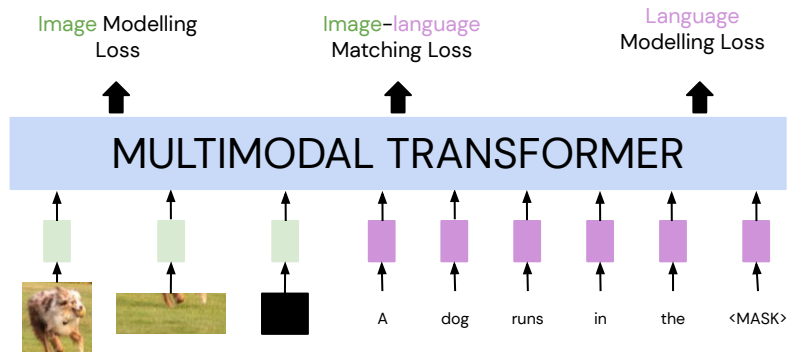 Image Modelling
Loss
Image-language
Matching Loss
Language
Modelling Loss
MULTIMODAL TRANSFORMER
A dog runs in the <MASK>